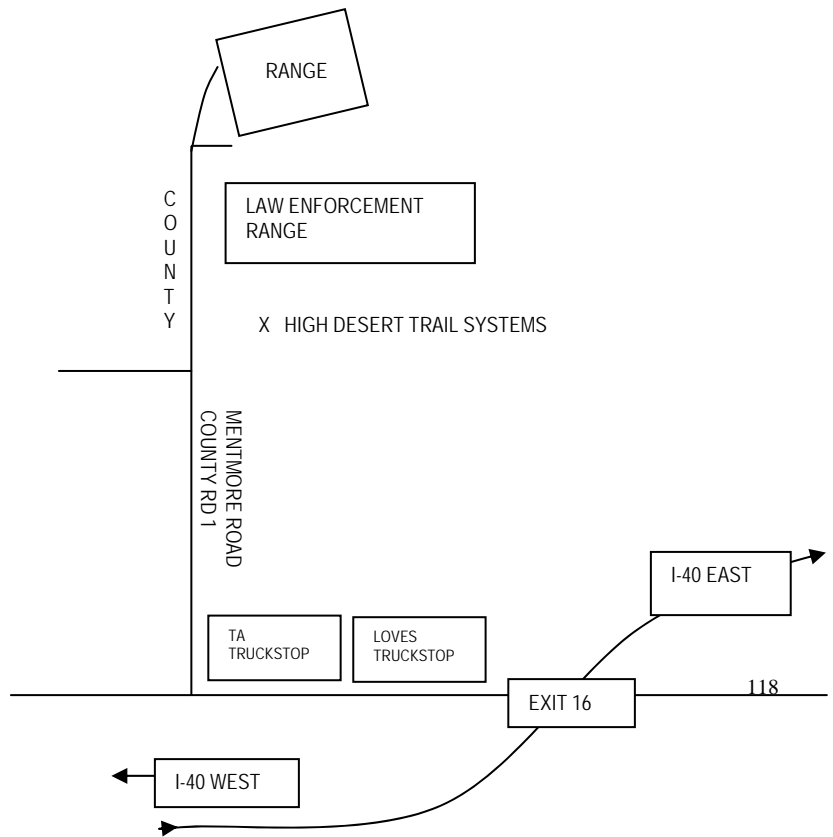 RANGE
COUNTY
LAW ENFORCEMENT
RANGE
X HIGH DESERT TRAIL SYSTEMS
MENTMORE ROAD
COUNTY RD 1
I-40 EAST
TA
TRUCKSTOP
LOVES
TRUCKSTOP
EXIT 16
118
I-40 WEST